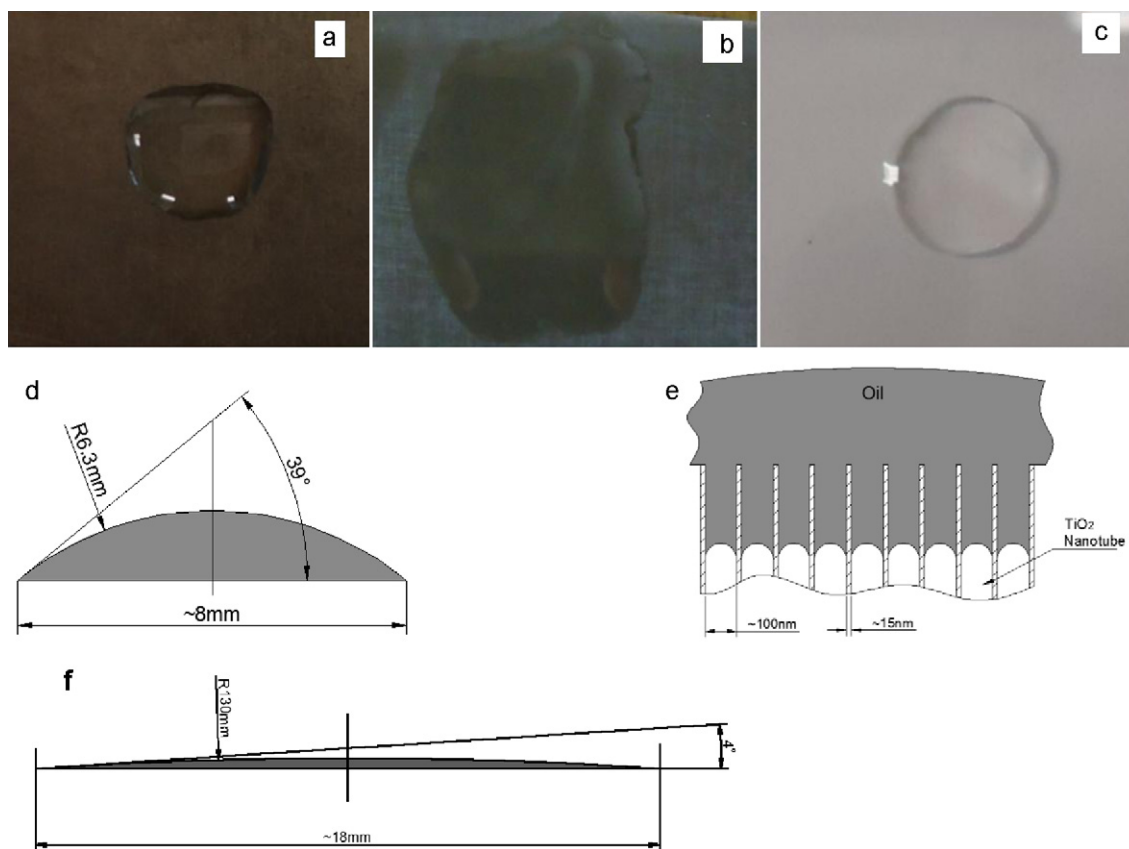 a
b
c
d
R6.3mm
39°
~8mm
e
Oil
TiO₂
Nanotube
~100nm
~15nm
f
R130mm
4°
~18mm